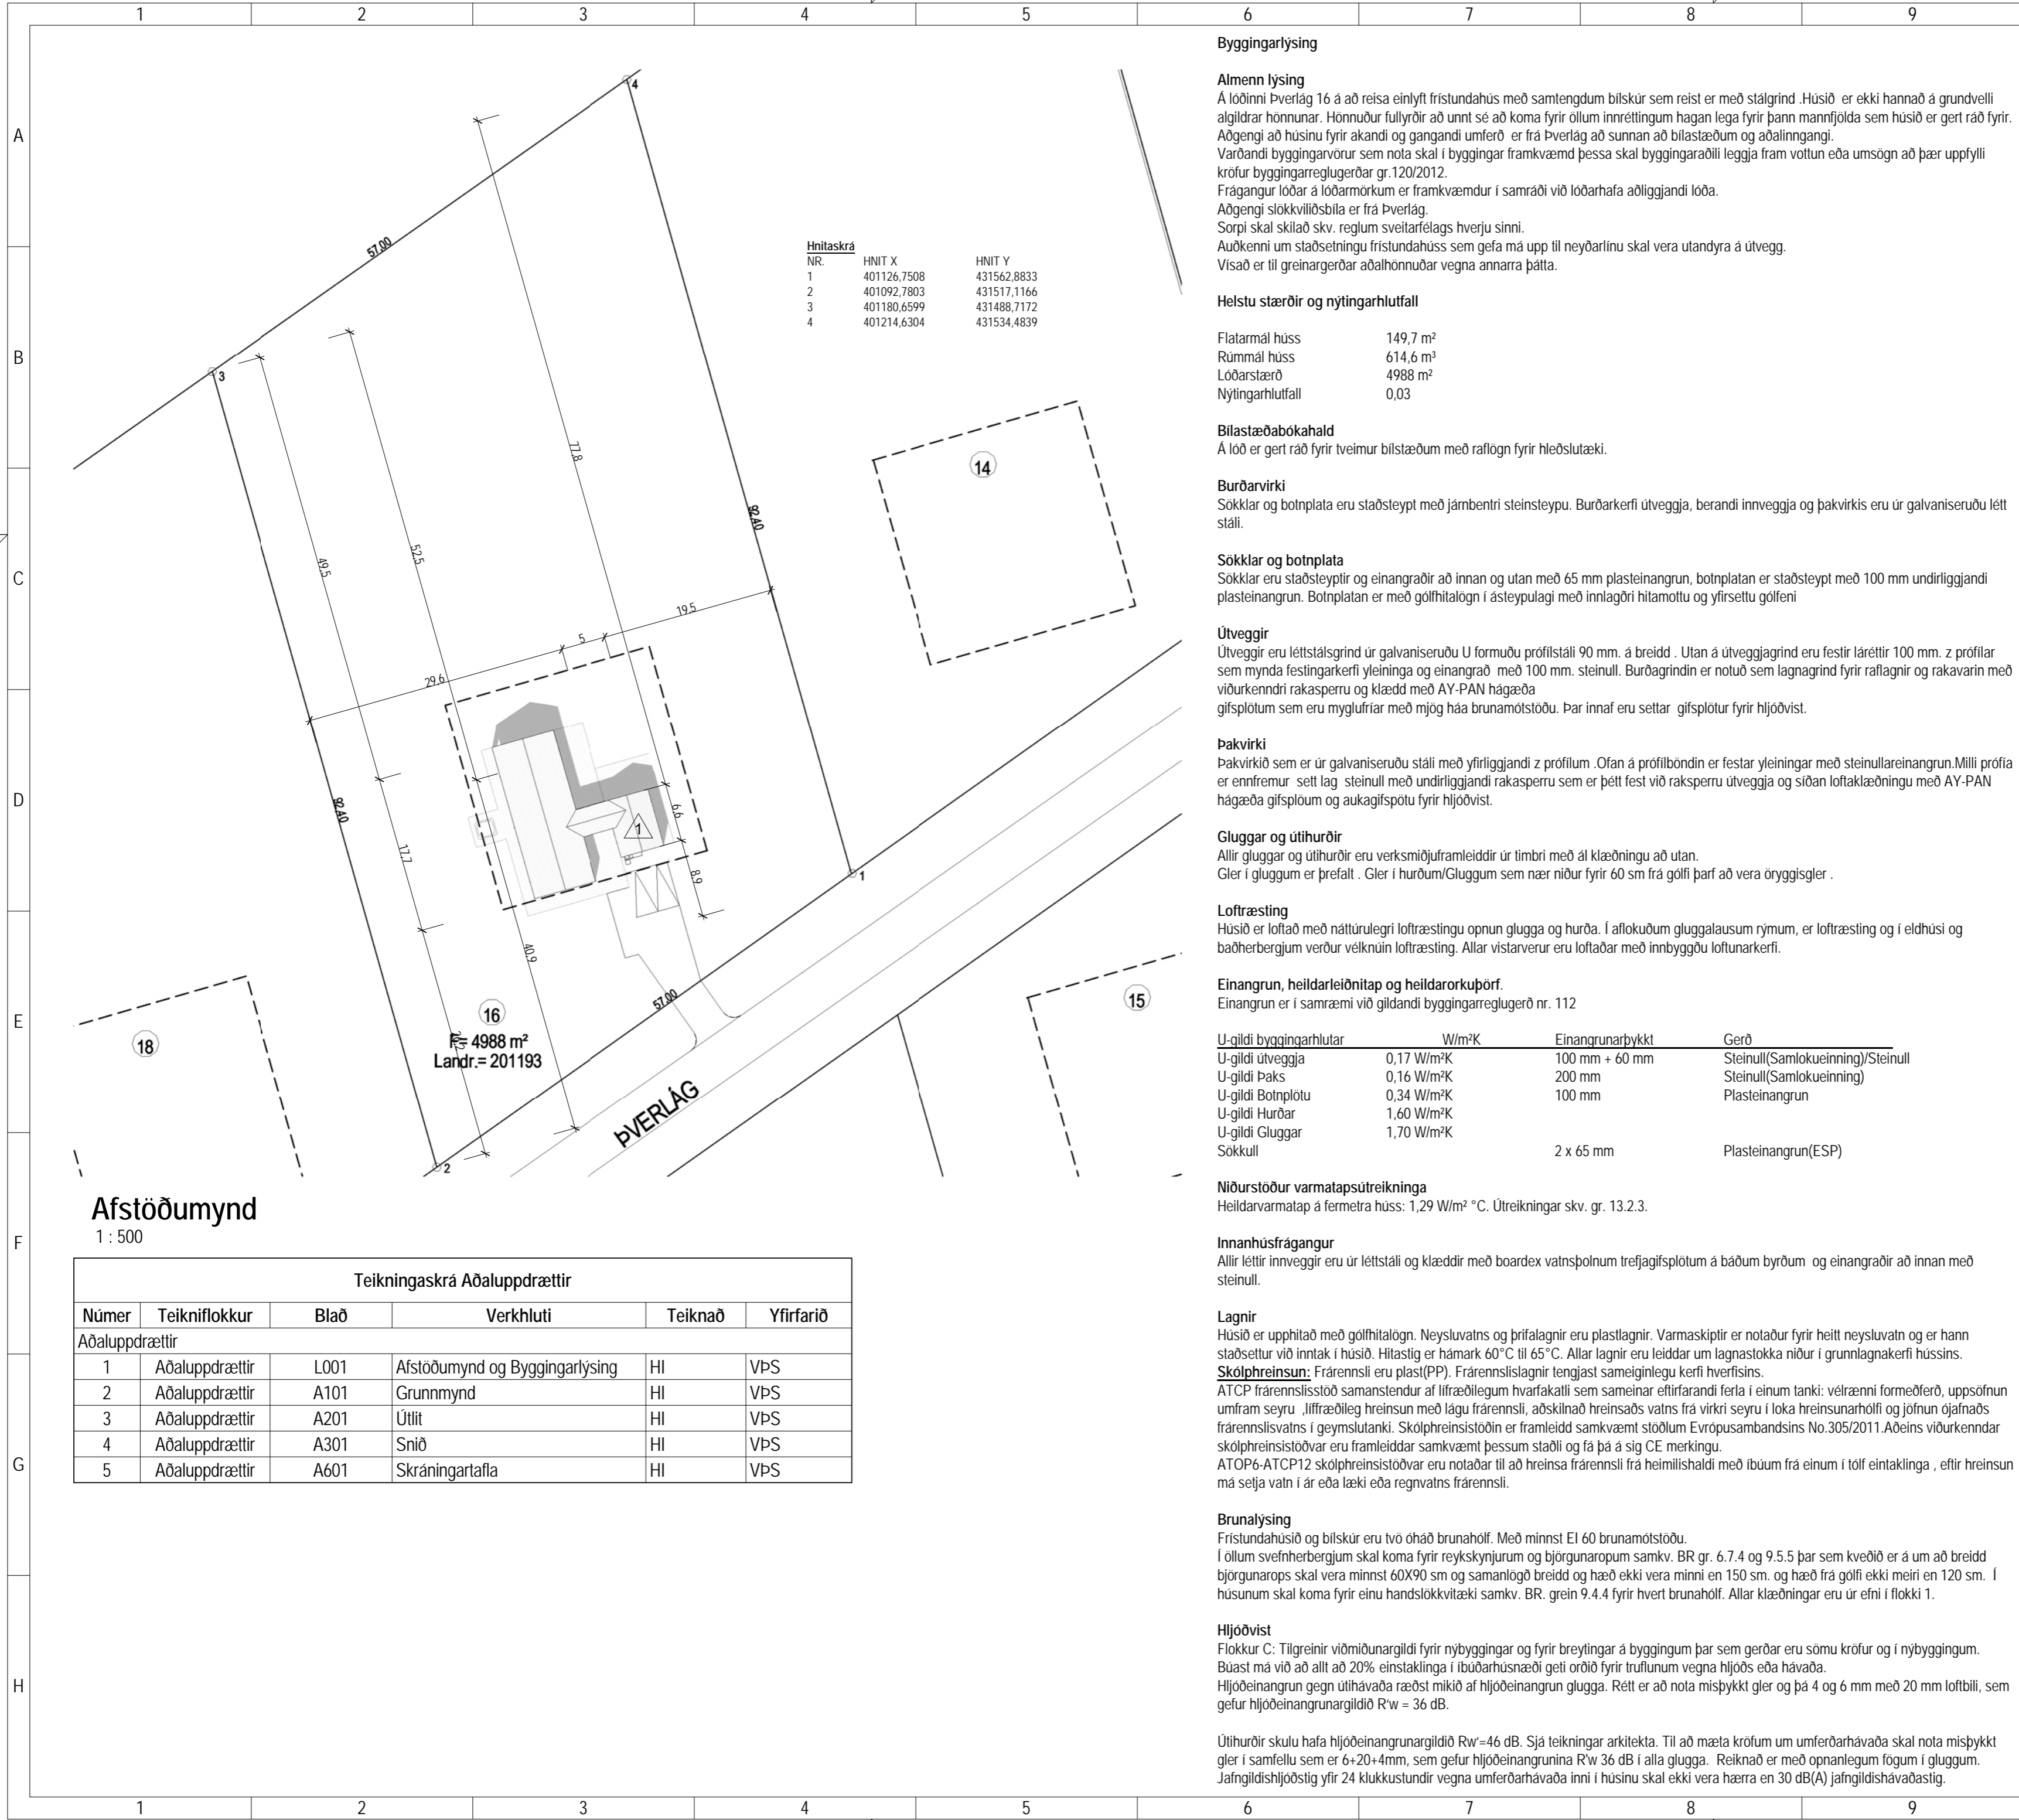 1 2 3 4 5 6 7 8 9
A
B
C
D
E
F
G
H
4
57,00
3
77,8
52,5
49,5
92,40
19,5
5
29,6
14
92,40
17,7
6,6
1
8,9
1
40,9
57,00
15
18
16
F= 4988 m²
Landr.= 201193
ÞVERLÁG
2
Hnitaskrá
NR. HNIT X HNIT Y
1 401126,7508 431562,8833
2 401092,7803 431517,1166
3 401180,6599 431488,7172
4 401214,6304 431534,4839
Afstöðumynd
1 : 500
Teikningaskrá Aðaluppdrættir
Númer Teikniflokkur Blað Verkhluti Teiknað Yfirfarið
Aðaluppdrættir
1 Aðaluppdrættir L001 Afstöðumynd og Byggingarlýsing HI VÞS
2 Aðaluppdrættir A101 Grunnmynd HI VÞS
3 Aðaluppdrættir A201 Útlit HI VÞS
4 Aðaluppdrættir A301 Snið HI VÞS
5 Aðaluppdrættir A601 Skráningartafla HI VÞS
Byggingarlýsing
Almenn lýsing
Á lóðinni Þverlág 16 á að reisa einlyft frístundahús með samtengdum bílskúr sem reist er með stálgrind .Húsið er ekki hannað á grundvelli
algildrar hönnunar. Hönnuður fullyrðir að unnt sé að koma fyrir öllum innréttingum hagan lega fyrir þann mannfjölda sem húsið er gert ráð fyrir.
Aðgengi að húsinu fyrir akandi og gangandi umferð er frá Þverlág að sunnan að bílastæðum og aðalinngangi.
Varðandi byggingarvörur sem nota skal í byggingar framkvæmd þessa skal byggingaraðili leggja fram vottun eða umsögn að þær uppfylli
kröfur byggingarreglugerðar gr.120/2012.
Frágangur lóðar á lóðarmörkum er framkvæmdur í samráði við lóðarhafa aðliggjandi lóða.
Aðgengi slökkviliðsbíla er frá Þverlág.
Sorpi skal skilað skv. reglum sveitarfélags hverju sinni.
Auðkenni um staðsetningu frístundahúss sem gefa má upp til neyðarlínu skal vera utandyra á útvegg.
Vísað er til greinargerðar aðalhönnuðar vegna annarra þátta.
Helstu stærðir og nýtingarhlutfall
Flatarmál húss 149,7 m²
Rúmmál húss 614,6 m³
Lóðarstærð 4988 m²
Nýtingarhlutfall 0,03
Bílastæðabókahald
Á lóð er gert ráð fyrir tveimur bílstæðum með raflögn fyrir hleðslutæki.
Burðarvirki
Sökklar og botnplata eru staðsteypt með járnbentri steinsteypu. Burðarkerfi útveggja, berandi innveggja og þakvirkis eru úr galvaniseruðu létt
stáli.
Sökklar og botnplata
Sökklar eru staðsteyptir og einangraðir að innan og utan með 65 mm plasteinangrun, botnplatan er staðsteypt með 100 mm undirliggjandi
plasteinangrun. Botnplatan er með gólfhitalögn í ásteypulagi með innlagðri hitamottu og yfirsettu gólfeni
Útveggir
Útveggir eru léttstálsgrind úr galvaniseruðu U formuðu prófilstáli 90 mm. á breidd . Utan á útveggjagrind eru festir láréttir 100 mm. z prófílar
sem mynda festingarkerfi yleininga og einangrað með 100 mm. steinull. Burðagrindin er notuð sem lagnagrind fyrir raflagnir og rakavarin með
viðurkenndri rakasperru og klædd með AY-PAN hágæða
gifsplötum sem eru myglufríar með mjög háa brunamótstöðu. Þar innaf eru settar gifsplötur fyrir hljóðvist.
Þakvirki
Þakvirkið sem er úr galvaniseruðu stáli með yfirliggjandi z prófílum .Ofan á prófílböndin er festar yleiningar með steinullareinangrun.Milli prófía
er ennfremur sett lag steinull með undirliggjandi rakasperru sem er þétt fest við raksperru útveggja og síðan loftaklæðningu með AY-PAN
hágæða gifsplöum og aukagifspötu fyrir hljóðvist.
Gluggar og útihurðir
Allir gluggar og útihurðir eru verksmiðjuframleiddir úr timbri með ál klæðningu að utan.
Gler í gluggum er þrefalt . Gler í hurðum/Gluggum sem nær niður fyrir 60 sm frá gólfi þarf að vera öryggisgler .
Loftræsting
Húsið er loftað með náttúrulegri loftræstingu opnun glugga og hurða. Í aflokuðum gluggalausum rýmum, er loftræsting og í eldhúsi og
baðherbergjum verður vélknúin loftræsting. Allar vistarverur eru loftaðar með innbyggðu loftunarkerfi.
Einangrun, heildarleiðnitap og heildarorkuþörf.
Einangrun er í samræmi við gildandi byggingarreglugerð nr. 112
U-gildi byggingarhlutar W/m²K Einangrunarþykkt Gerð
U-gildi útveggja 0,17 W/m²K 100 mm + 60 mm Steinull(Samlokueinning)/Steinull
U-gildi Þaks 0,16 W/m²K 200 mm Steinull(Samlokueinning)
U-gildi Botnplötu 0,34 W/m²K 100 mm Plasteinangrun
U-gildi Hurðar 1,60 W/m²K
U-gildi Gluggar 1,70 W/m²K
Sökkull 2 x 65 mm Plasteinangrun(ESP)
Niðurstöður varmatapsútreikninga
Heildarvarmatap á fermetra húss: 1,29 W/m² °C. Útreikningar skv. gr. 13.2.3.
Innanhúsfrágangur
Allir léttir innveggir eru úr léttstáli og klæddir með boardex vatnsþolnum trefjagifsplötum á báðum byrðum og einangraðir að innan með
steinull.
Lagnir
Húsið er upphitað með gólfhitalögn. Neysluvatns og þrifalagnir eru plastlagnir. Varmaskiptir er notaður fyrir heitt neysluvatn og er hann
staðsettur við inntak í húsið. Hitastig er hámark 60°C til 65°C. Allar lagnir eru leiddar um lagnastokka niður í grunnlagnakerfi hússins.
Skólphreinsun: Frárennsli eru plast(PP). Frárennslislagnir tengjast sameiginlegu kerfi hverfisins.
ATCP frárennslisstöð samanstendur af lífræðilegum hvarfakatli sem sameinar eftirfarandi ferla í einum tanki: vélrænni formeðferð, uppsöfnun
umfram seyru ,líffræðileg hreinsun með lágu frárennsli, aðskilnað hreinsaðs vatns frá virkri seyru í loka hreinsunarhólfi og jöfnun ójafnaðs
frárennslisvatns í geymslutanki. Skólphreinsistöðin er framleidd samkvæmt stöðlum Evrópusambandsins No.305/2011.Aðeins viðurkenndar
skólphreinsistöðvar eru framleiddar samkvæmt þessum staðli og fá þá á sig CE merkingu.
ATOP6-ATCP12 skólphreinsistöðvar eru notaðar til að hreinsa frárennsli frá heimilishaldi með íbúum frá einum í tólf eintaklinga , eftir hreinsun
má setja vatn í ár eða læki eða regnvatns frárennsli.
Brunalýsing
Frístundahúsið og bílskúr eru tvö óháð brunahólf. Með minnst EI 60 brunamótstöðu.
Í öllum svefnherbergjum skal koma fyrir reykskynjurum og björgunaropum samkv. BR gr. 6.7.4 og 9.5.5 þar sem kveðið er á um að breidd
björgunarops skal vera minnst 60X90 sm og samanlögð breidd og hæð ekki vera minni en 150 sm. og hæð frá gólfi ekki meiri en 120 sm. Í
húsunum skal koma fyrir einu handslökkvitæki samkv. BR. grein 9.4.4 fyrir hvert brunahólf. Allar klæðningar eru úr efni í flokki 1.
Hljóðvist
Flokkur C: Tilgreinir viðmiðunargildi fyrir nýbyggingar og fyrir breytingar á byggingum þar sem gerðar eru sömu kröfur og í nýbyggingum.
Búast má við að allt að 20% einstaklinga í íbúðarhúsnæði geti orðið fyrir truflunum vegna hljóðs eða hávaða.
Hljóðeinangrun gegn útihávaða ræðst mikið af hljóðeinangrun glugga. Rétt er að nota misþykkt gler og þá 4 og 6 mm með 20 mm loftbili, sem
gefur hljóðeinangrunargildið R'w = 36 dB.
Útihurðir skulu hafa hljóðeinangrunargildið Rw'=46 dB. Sjá teikningar arkitekta. Til að mæta kröfum um umferðarhávaða skal nota misþykkt
gler í samfellu sem er 6+20+4mm, sem gefur hljóðeinangrunina R'w 36 dB í alla glugga. Reiknað er með opnanlegum fögum í gluggum.
Jafngildishljóðstig yfir 24 klukkustundir vegna umferðarhávaða inni í húsinu skal ekki vera hærra en 30 dB(A) jafngildishávaðastig.
1 2 3 4 5 6 7 8 9